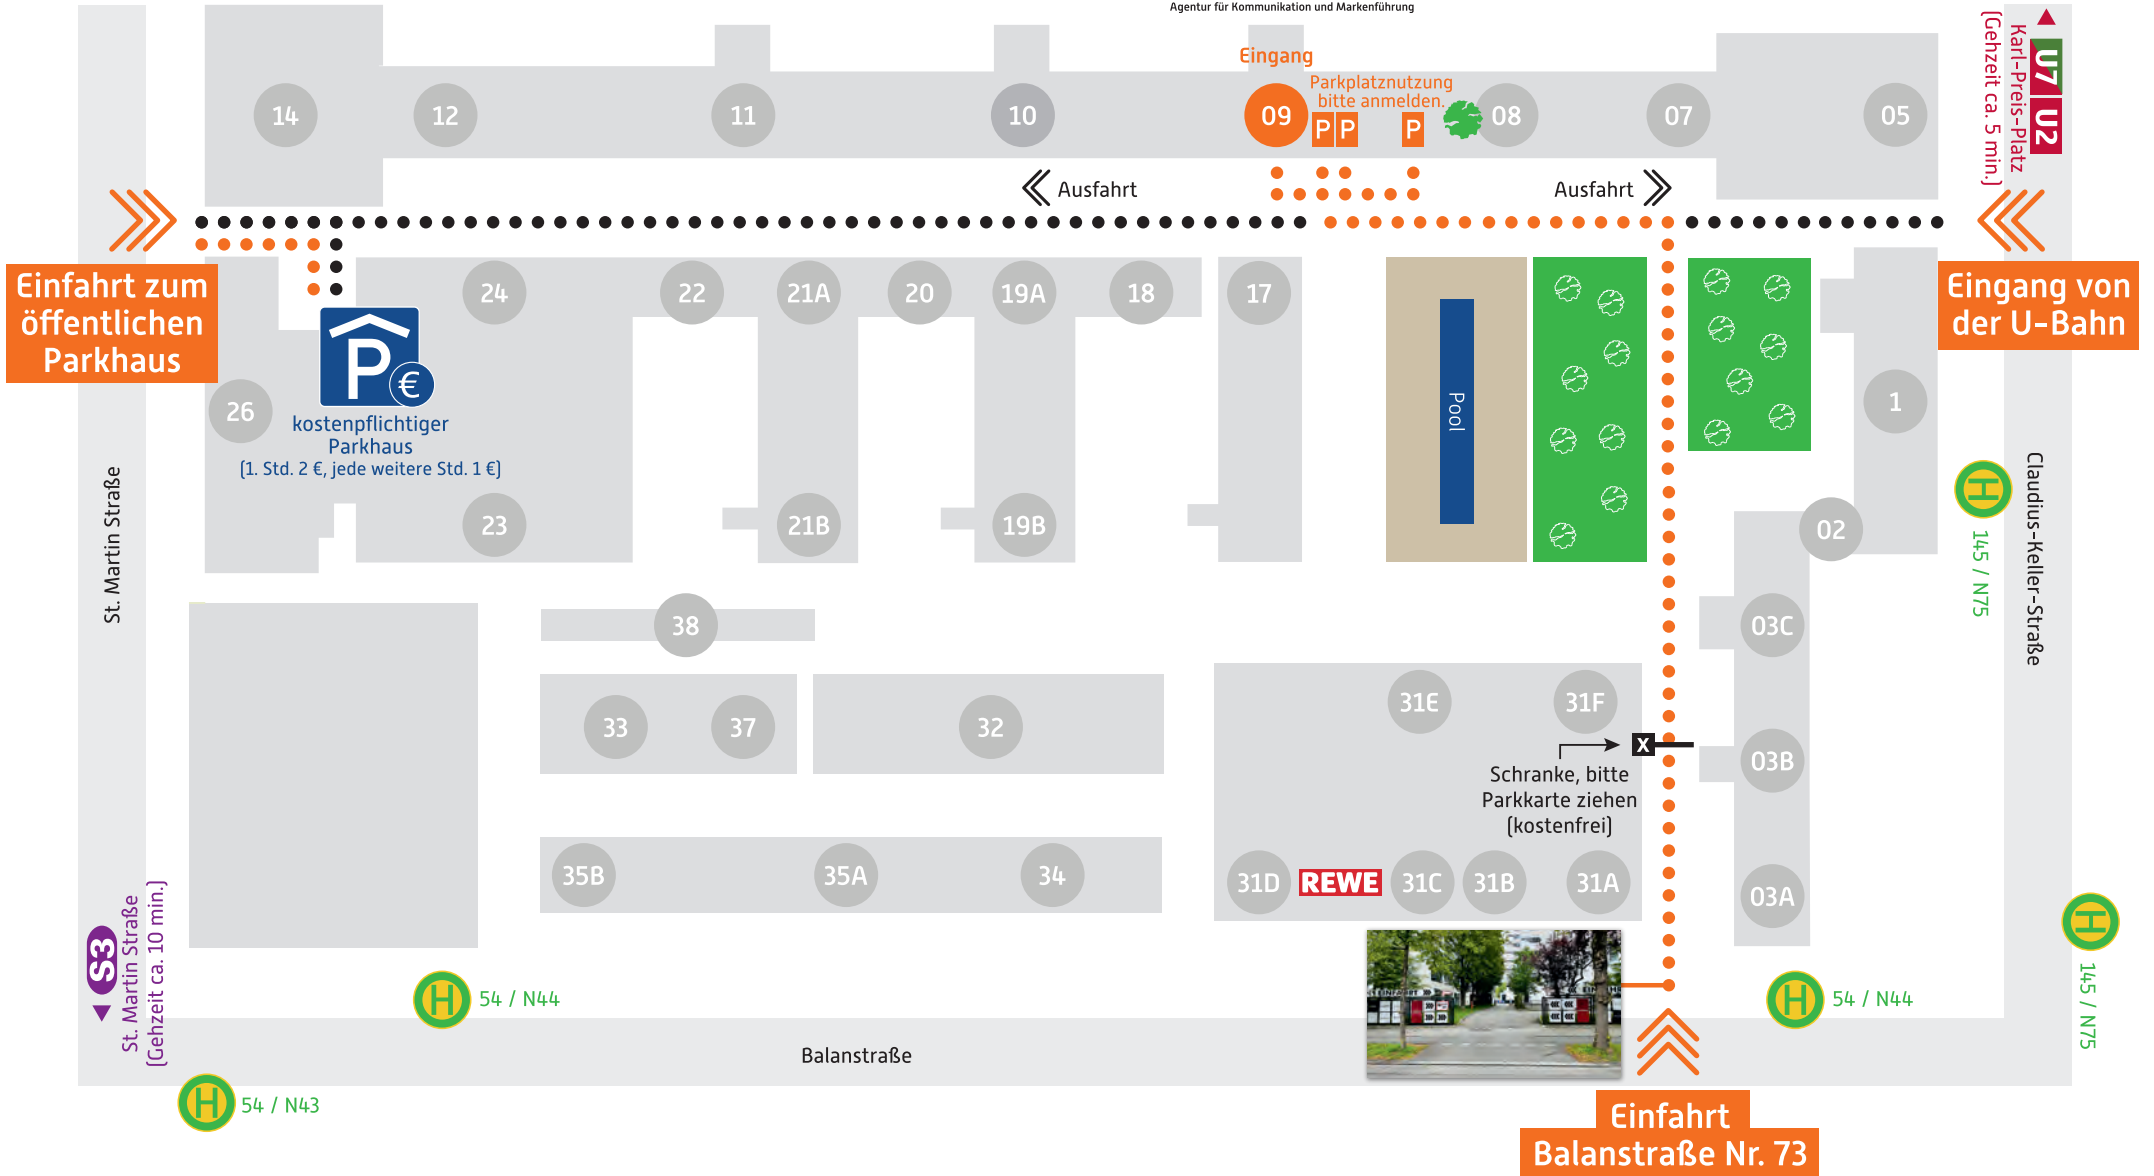 Agentur für Kommunikation und Markenführung
Eingang
Parkplatznutzung
bitte anmelden.
14
12
11
10
09
P
P
P
08
07
05
U7
U2
Karl-Preis-Platz
(Gehzeit ca. 5 min.)
Ausfahrt
Ausfahrt
Einfahrt zum
öffentlichen
Parkhaus
Eingang von
der U-Bahn
24
22
21A
20
19A
18
17
P
€
kostenpflichtiger
Parkhaus
(1. Std. 2 €, jede weitere Std. 1 €)
26
Pool
1
23
21B
19B
02
St. Martin Straße
Claudius-Keller-Straße
H
145 / N75
38
03C
33
37
32
31E
31F
X
Schranke, bitte
Parkkarte ziehen
(kostenfrei)
03B
35B
35A
34
31D
REWE
31C
31B
31A
03A
S3
St. Martin Straße
(Gehzeit ca. 10 min.)
H
54 / N44
H
54 / N44
H
145 / N75
Balanstraße
H
54 / N43
Einfahrt
Balanstraße Nr. 73